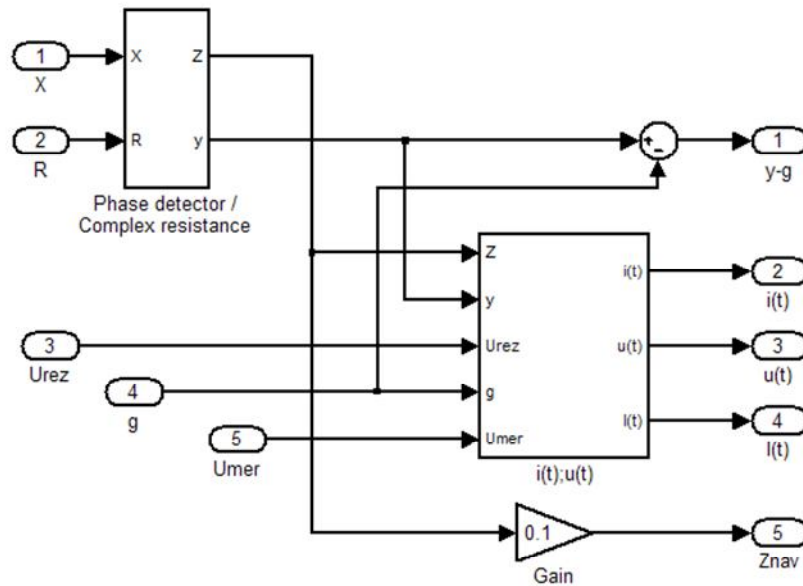 1
X
2
R
X
Z
R
y
Phase detector /
Complex resistance
+
-
1
y-g
Z
y
Urez
g
Umer
i(t)
u(t)
I(t)
i(t);u(t)
2
i(t)
3
u(t)
4
I(t)
3
Urez
4
g
5
Umer
0.1
Gain
5
Znav